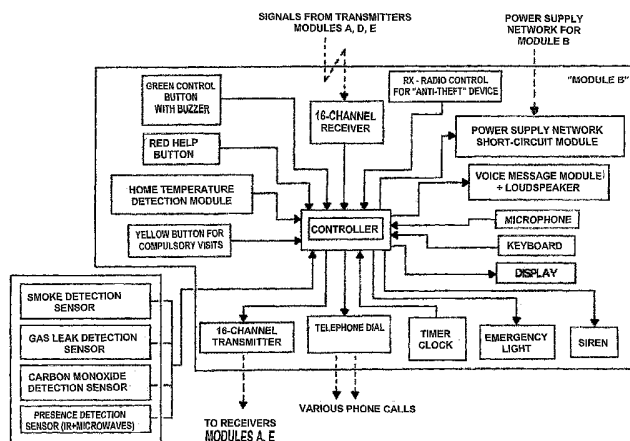 SIGNALS FROM TRANSMITTERS
MODULES A, D, E
POWER SUPPLY
NETWORK FOR
MODULE B
"MODULE B"
GREEN CONTROL
BUTTON
WITH BUZZER
16-CHANNEL
RECEIVER
RX - RADIO CONTROL
FOR "ANTI-THEFT" DEVICE
RED HELP
BUTTON
POWER SUPPLY NETWORK
SHORT-CIRCUIT MODULE
HOME TEMPERATURE
DETECTION MODULE
VOICE MESSAGE MODULE
+ LOUDSPEAKER
YELLOW BUTTON FOR
COMPULSORY VISITS
CONTROLLER
MICROPHONE
KEYBOARD
DISPLAY
SMOKE DETECTION
SENSOR
GAS LEAK DETECTION
SENSOR
CARBON MONOXIDE
DETECTION SENSOR
PRESENCE DETECTION
SENSOR (IR+MICROWAVES)
16-CHANNEL
TRANSMITTER
TELEPHONE DIAL
TIMER
CLOCK
EMERGENCY
LIGHT
SIREN
TO RECEIVERS
MODULES A, E
VARIOUS PHONE CALLS